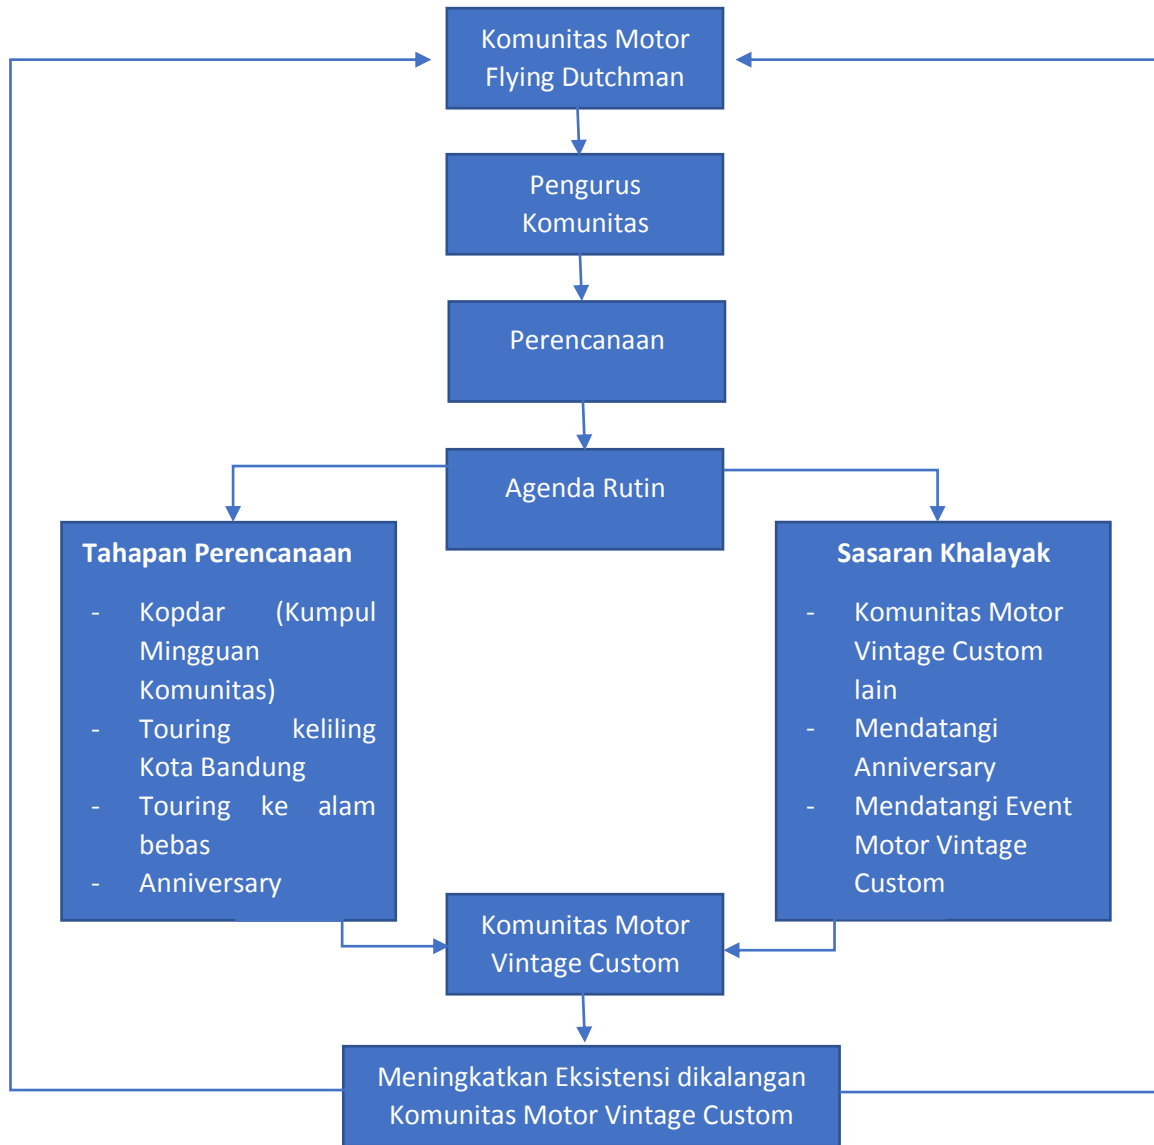 Komunitas Motor
Flying Dutchman
Pengurus
Komunitas
Perencanaan
Agenda Rutin
Tahapan Perencanaan
- Kopdar (Kumpul
Mingguan
Komunitas)
- Touring keliling
Kota Bandung
- Touring ke alam
bebas
- Anniversary
Sasaran Khalayak
- Komunitas Motor
Vintage Custom
lain
- Mendatangi
Anniversary
- Mendatangi Event
Motor Vintage
Custom
Komunitas Motor
Vintage Custom
Meningkatkan Eksistensi dikalangan
Komunitas Motor Vintage Custom